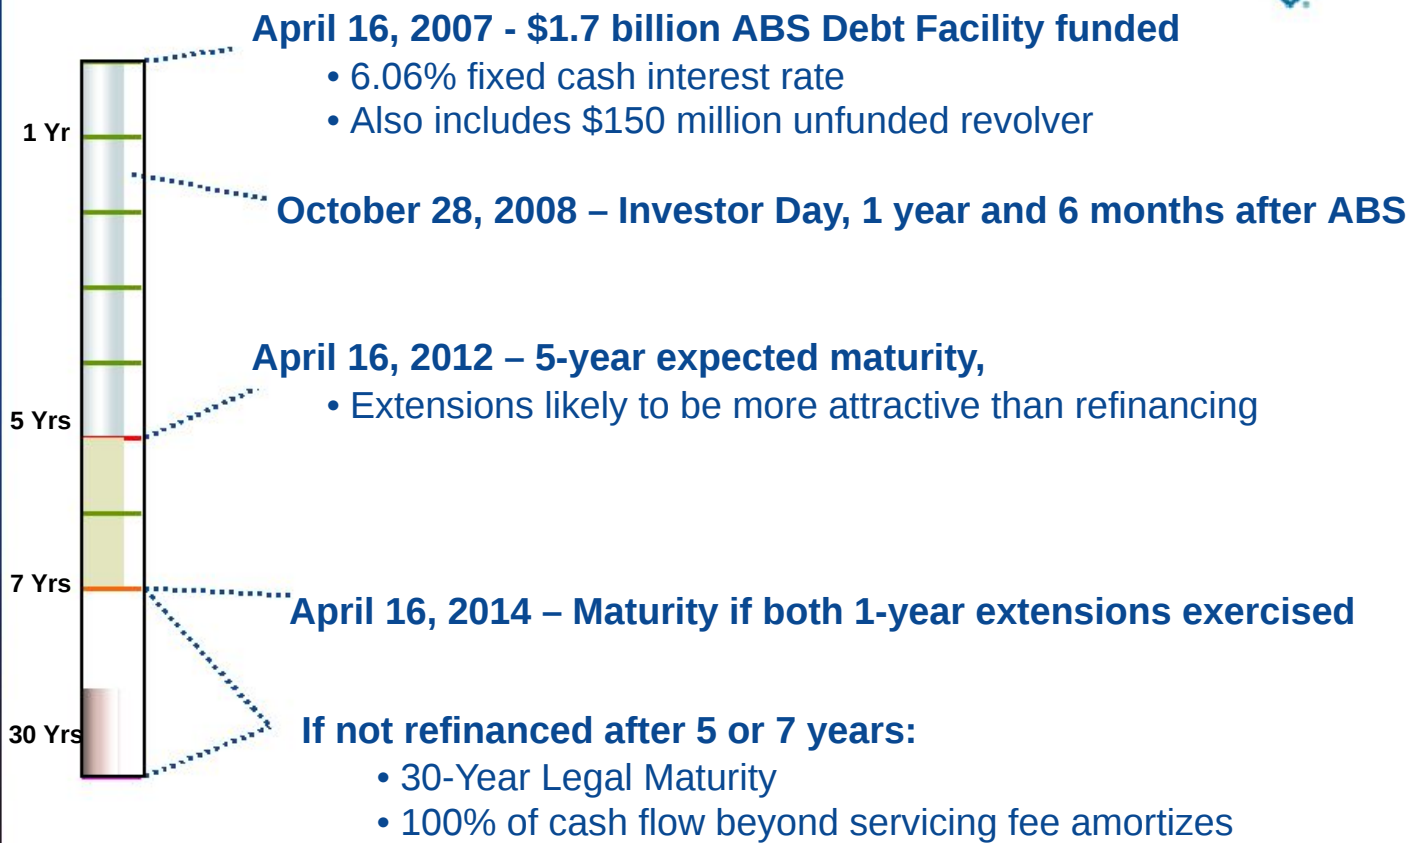 April 16, 2007 - $1.7 billion ABS Debt Facility funded
• 6.06% fixed cash interest rate
• Also includes $150 million unfunded revolver
1 Yr
October 28, 2008 – Investor Day, 1 year and 6 months after ABS
April 16, 2012 – 5-year expected maturity,
• Extensions likely to be more attractive than refinancing
5 Yrs
7 Yrs
April 16, 2014 – Maturity if both 1-year extensions exercised
30 Yrs
If not refinanced after 5 or 7 years:
• 30-Year Legal Maturity
• 100% of cash flow beyond servicing fee amortizes